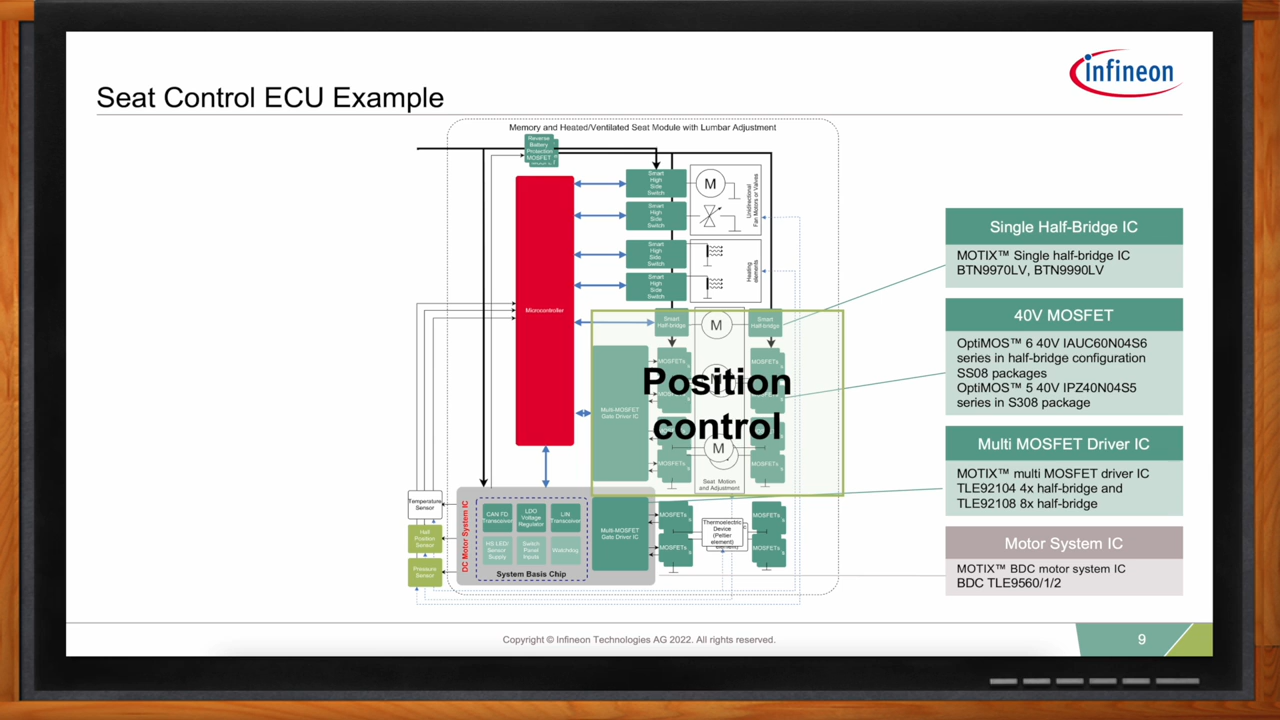 infineon
Seat Control ECU Example
Memory and Heated/Ventilated Seat Module with Lumbar Adjustment
Reverse
Battery
Protection
MOSFET
Smart
High
Side
Switch
M
Unidirectional
Fan Motors or Valves
Smart
High
Side
Switch
Smart
High
Side
Switch
Heating
elements
Smart
High
Side
Switch
Microcontroller
Smart
Half-bridge
M
Smart
Half-bridge
MOSFETs
MOSFETs
Position
control
Multi-MOSFET
Gate Driver IC
M
MOSFETs
MOSFETs
Seat Motion
and Adjustment
Temperature
Sensor
Hall
Position
Sensor
Pressure
Sensor
DC Motor System IC
CAN FD
Transceiver
LDO
Voltage
Regulator
LIN
Transceiver
HS LED/
Sensor
Supply
Switch
Panel
Inputs
Watchdog
System Basis Chip
Multi-MOSFET
Gate Driver IC
MOSFETs
MOSFETs
Thermoelectric
Device
(Peltier
element)
MOSFETs
MOSFETs
Single Half-Bridge IC
MOTIX™ Single half-bridge IC
BTN9970LV, BTN9990LV
40V MOSFET
OptiMOS™ 6 40V IAUC60N04S6
series in half-bridge configuration
SS08 packages
OptiMOS™ 5 40V IPZ40N04S5
series in S308 package
Multi MOSFET Driver IC
MOTIX™ multi MOSFET driver IC
TLE92104 4x half-bridge and
TLE92108 8x half-bridge
Motor System IC
MOTIX™ BDC motor system IC
BDC TLE9560/1/2
Copyright © Infineon Technologies AG 2022. All rights reserved.
9